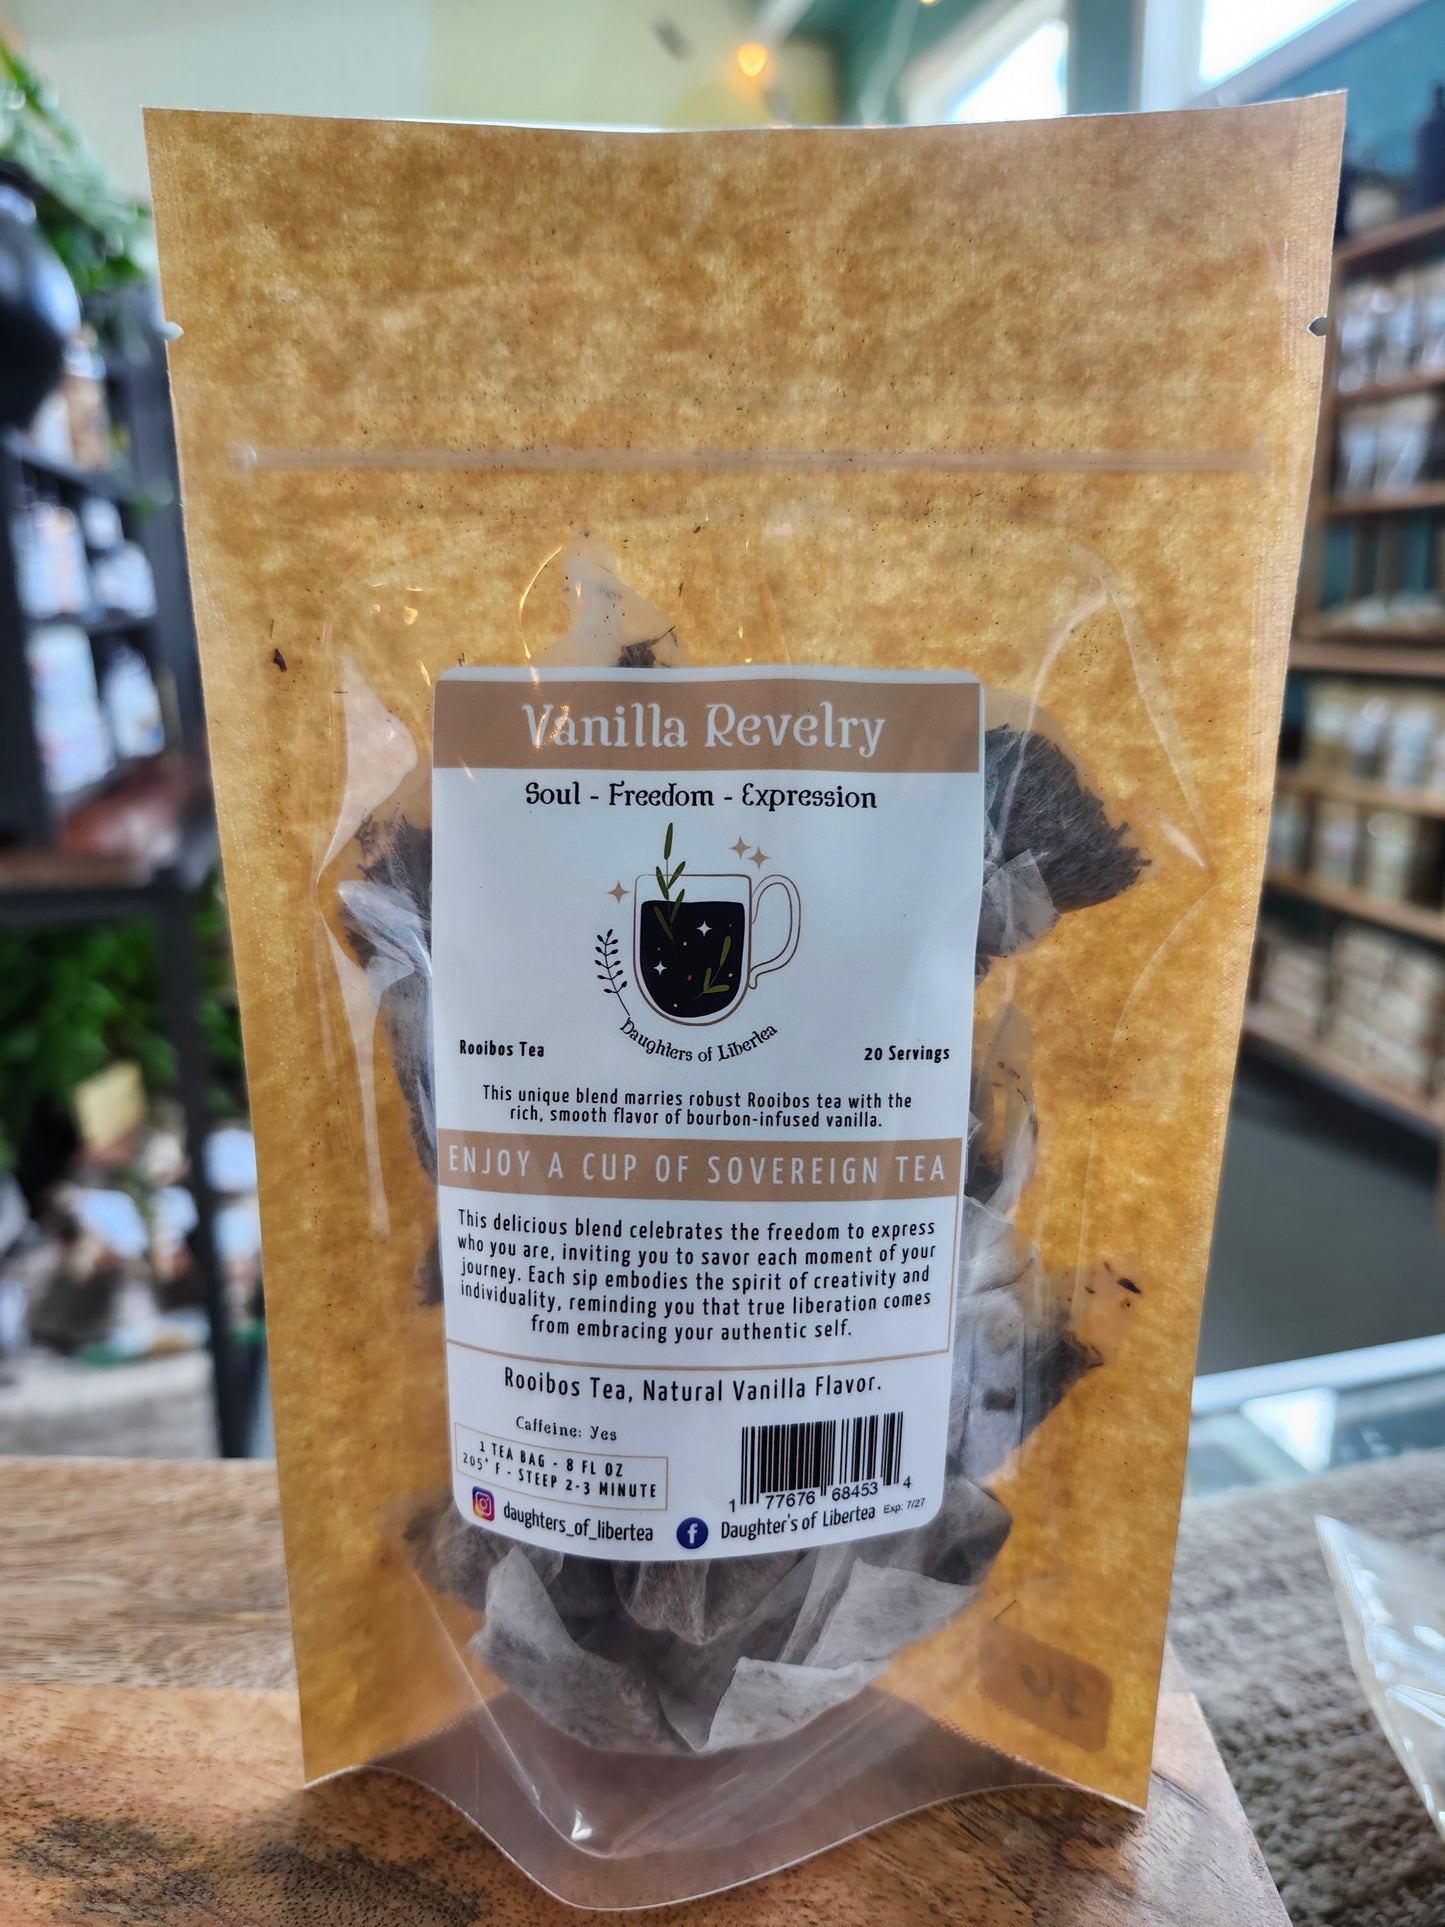 Vanilla Revelry
Soul - Freedom - Expression
Daughters of Libertea
Rooibos Tea
20 Servings
This unique blend marries robust Rooibos tea with the
rich, smooth flavor of bourbon-infused vanilla.
ENJOY A CUP OF SOVEREIGN TEA
This delicious blend celebrates the freedom to express
who you are, inviting you to savor each moment of your
journey. Each sip embodies the spirit of creativity and
individuality, reminding you that true liberation comes
from embracing your authentic self.
Rooibos Tea, Natural Vanilla Flavor.
Caffeine: Yes
1 TEA BAG - 8 FL OZ
205° F - STEEP 2-3 MINUTE
1 77676 68453 4
daughters_of_libertea
Daughter's of Libertea
Exp: 7/27